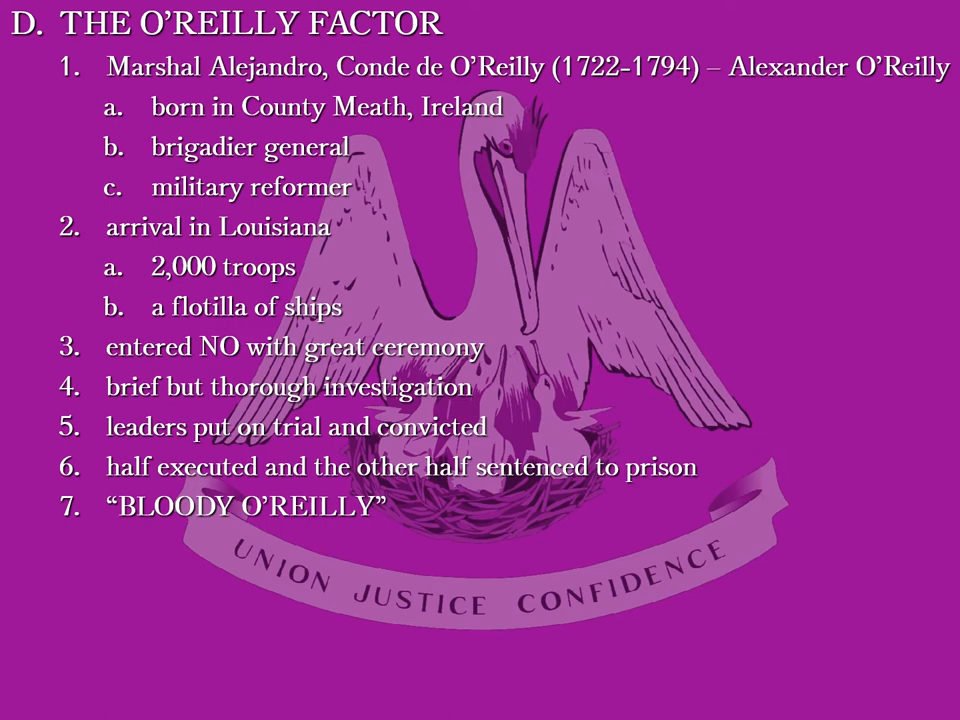 D. THE O’REILLY FACTOR
1. Marshal Alejandro, Conde de O’Reilly (1722-1794) – Alexander O’Reilly
a. born in County Meath, Ireland
b. brigadier general
c. military reformer
2. arrival in Louisiana
a. 2,000 troops
b. a flotilla of ships
3. entered NO with great ceremony
4. brief but thorough investigation
5. leaders put on trial and convicted
6. half executed and the other half sentenced to prison
7. “BLOODY O’REILLY”
UNION JUSTICE CONFIDENCE